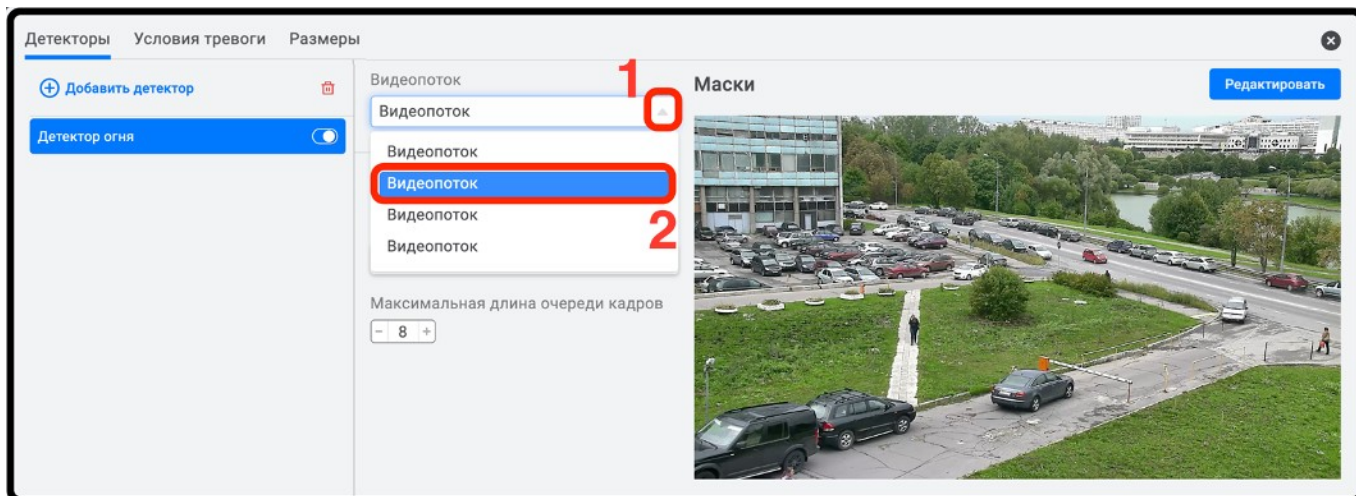 Детекторы Условия тревоги Размеры
Добавить детектор
Детектор огня
Видеопоток
1
Видеопоток
Видеопоток
Видеопоток
2
Видеопоток
Видеопоток
Максимальная длина очереди кадров
- 8 +
Маски
Редактировать